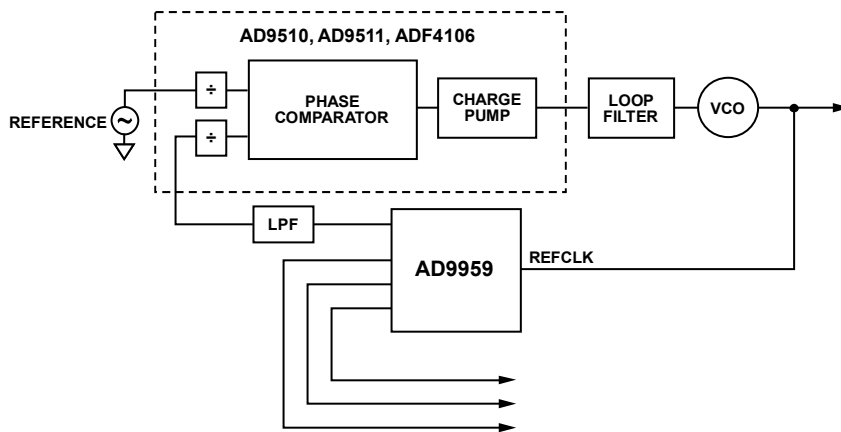 AD9510, AD9511, ADF4106
REFERENCE
÷
÷
PHASE
COMPARATOR
CHARGE
PUMP
LOOP
FILTER
VCO
LPF
AD9959
REFCLK